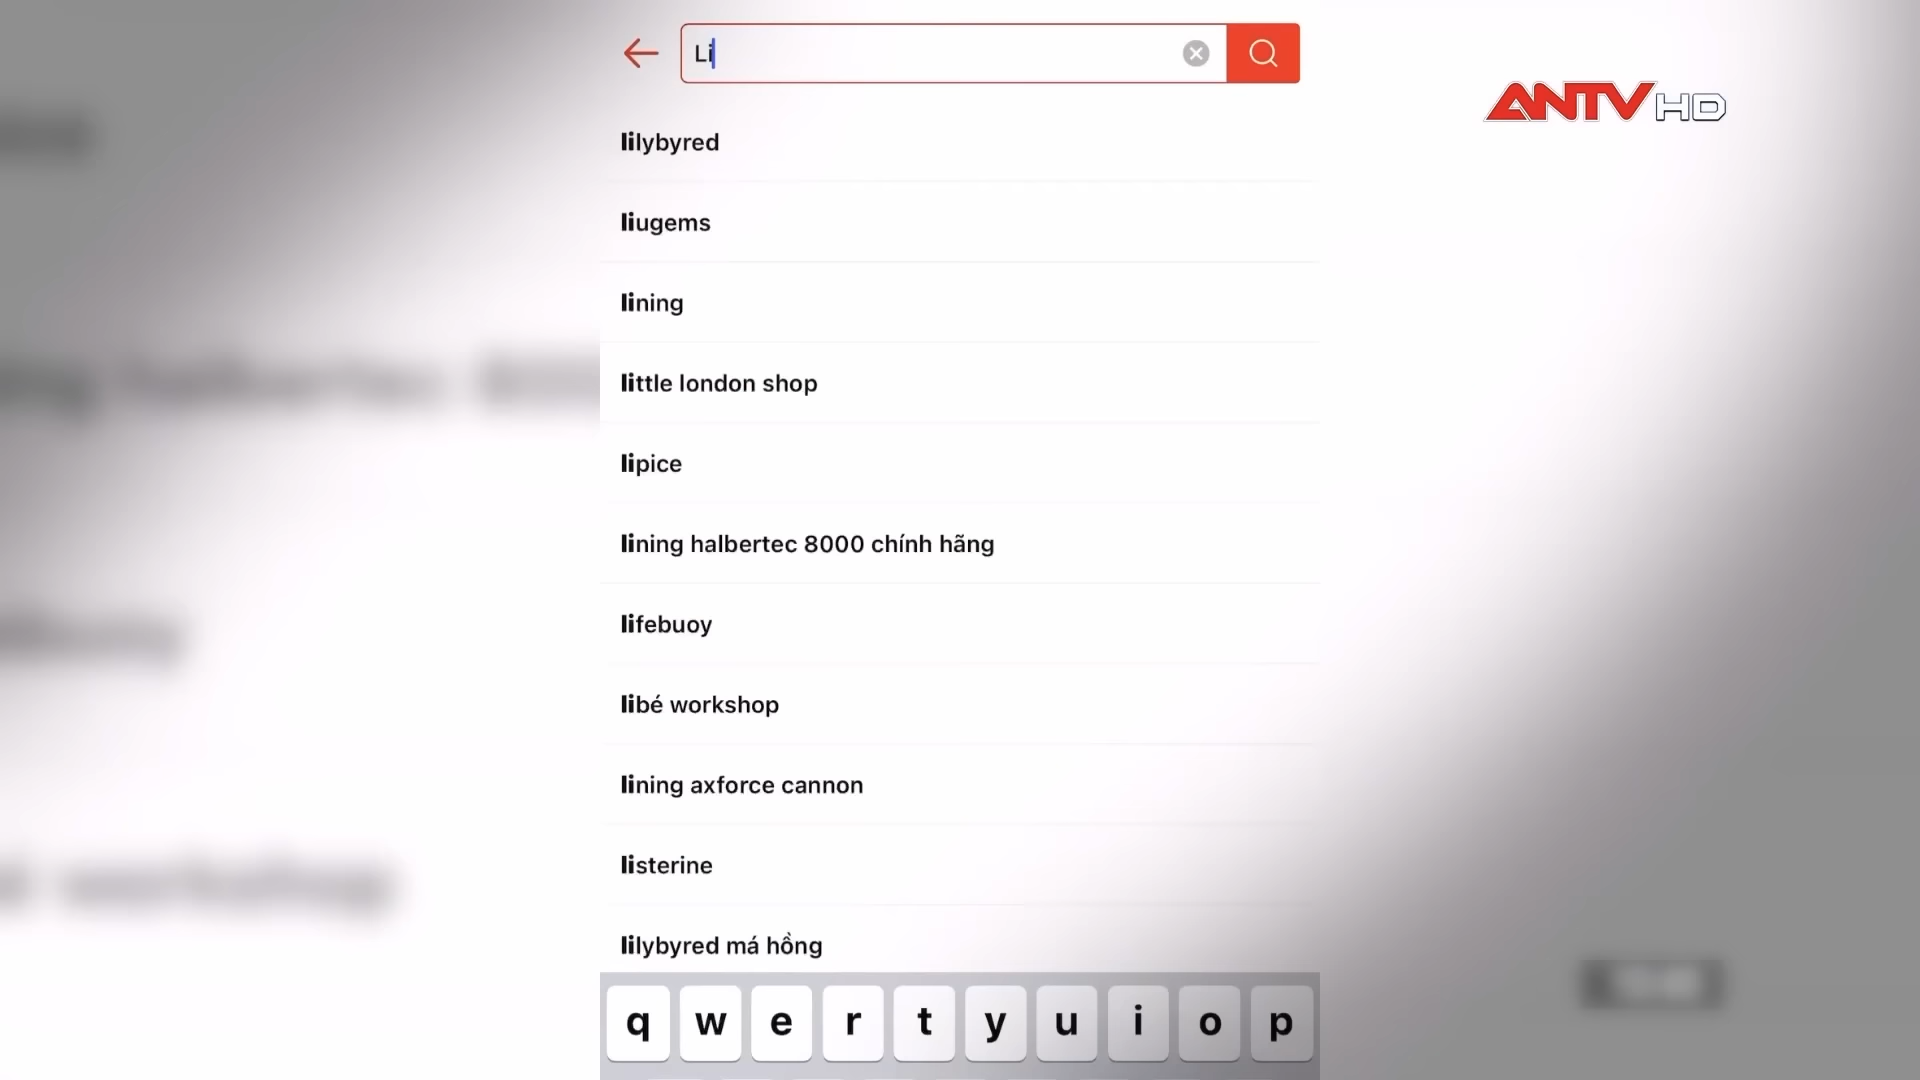 Li
ANTV HD
lilybyred
liugems
lining
little london shop
lipice
lining halbertec 8000 chính hãng
lifebuoy
libé workshop
lining axforce cannon
listerine
lilybyred má hồng
q w e r t y u i o p